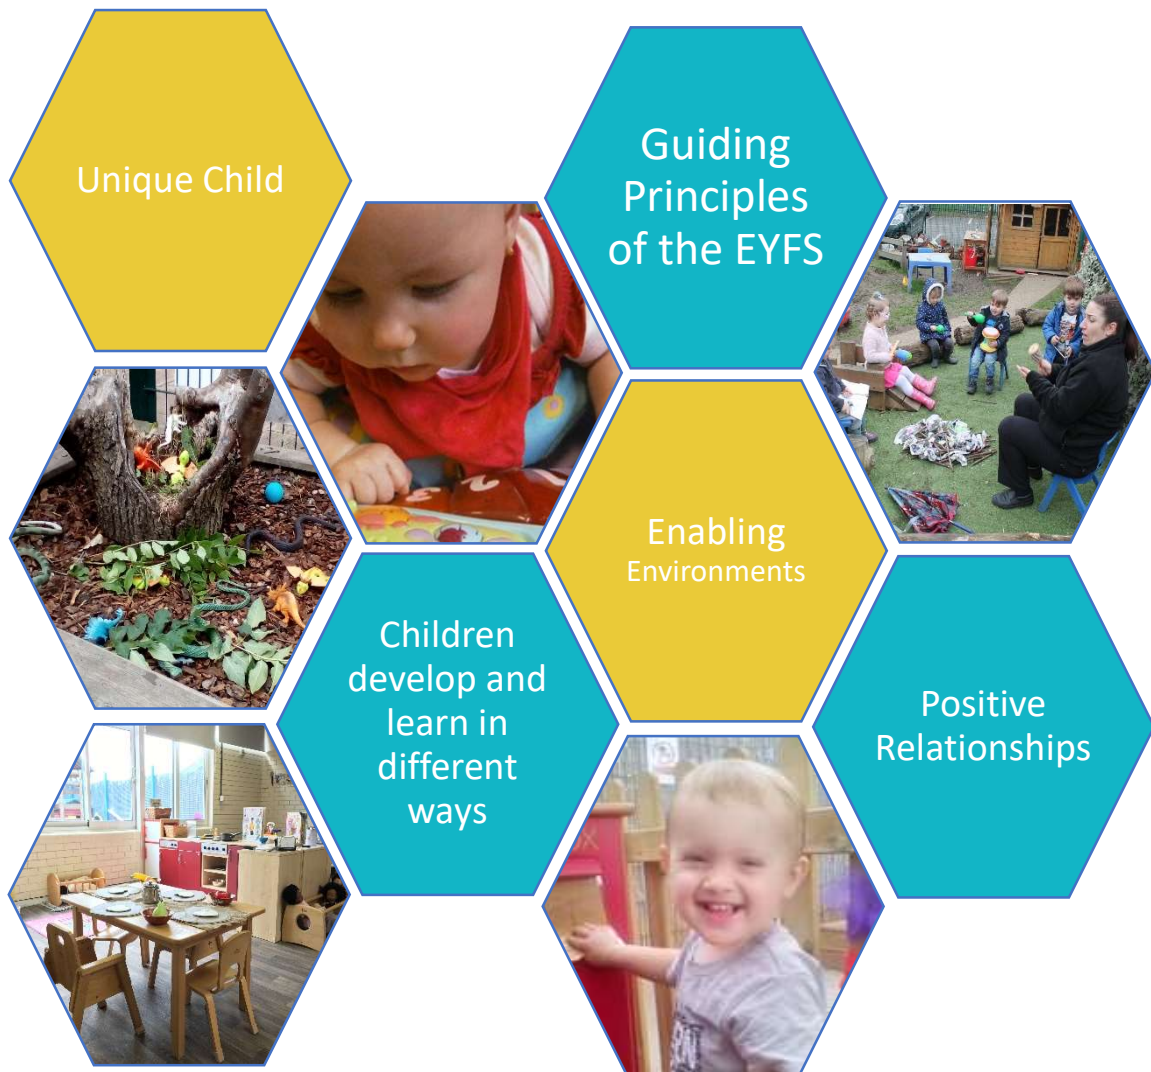 Unique Child
Guiding
Principles
of the EYFS
Enabling
Environments
Children
develop and
learn in
different
ways
Positive
Relationships